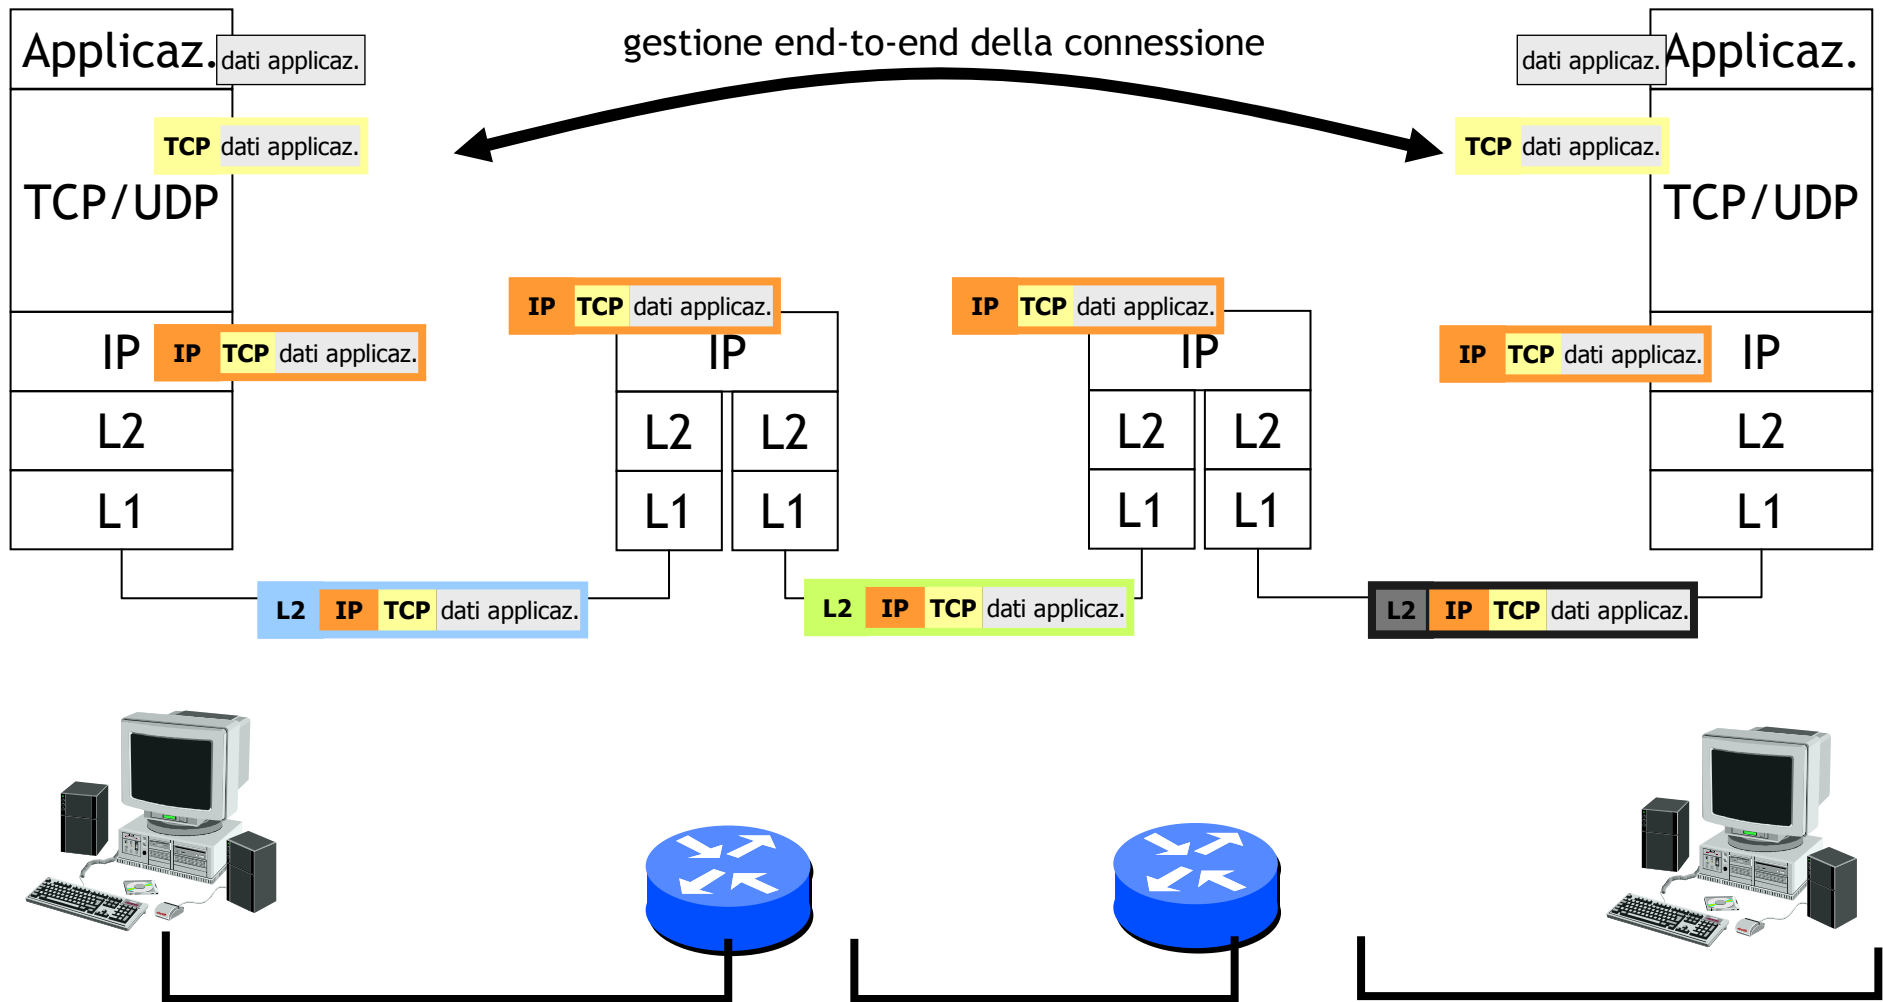 gestione end-to-end della connessione
Applicaz.
dati applicaz.
TCP dati applicaz.
TCP/UDP
IP
IP TCP dati applicaz.
L2
L1
IP TCP dati applicaz.
IP
L2 L2
L1 L1
IP TCP dati applicaz.
IP
L2 L2
L1 L1
dati applicaz.
Applicaz.
TCP dati applicaz.
TCP/UDP
IP TCP dati applicaz.
IP
L2
L1
L2 IP TCP dati applicaz.
L2 IP TCP dati applicaz.
L2 IP TCP dati applicaz.